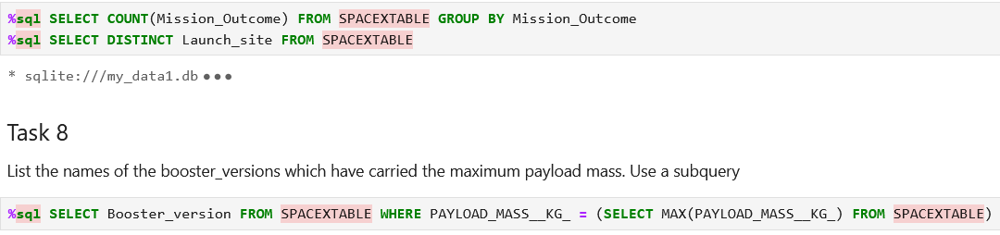 %sql SELECT COUNT(Mission_Outcome) FROM SPACEXTABLE GROUP BY Mission_Outcome
%sql SELECT DISTINCT Launch_site FROM SPACEXTABLE
* sqlite:///my_data1.db •••
Task 8
List the names of the booster_versions which have carried the maximum payload mass. Use a subquery
%sql SELECT Booster_version FROM SPACEXTABLE WHERE PAYLOAD_MASS__KG_ = (SELECT MAX(PAYLOAD_MASS__KG_) FROM SPACEXTABLE)